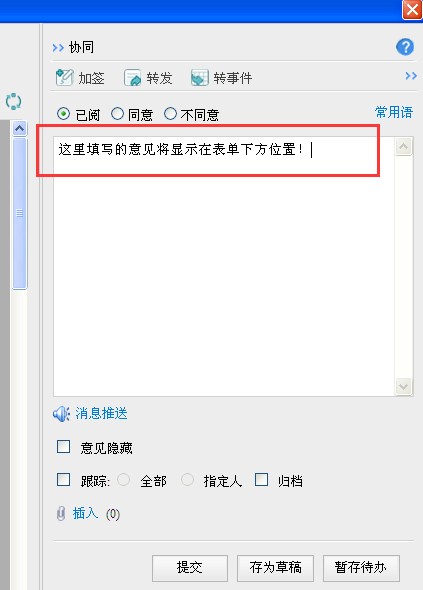 >> 协同
加签 转发 转事件 >>
已阅 同意 不同意 常用语
这里填写的意见将显示在表单下方位置！
消息推送
意见隐藏
跟踪: 全部 指定人 归档
插入 (0)
提交 存为草稿 暂存待办